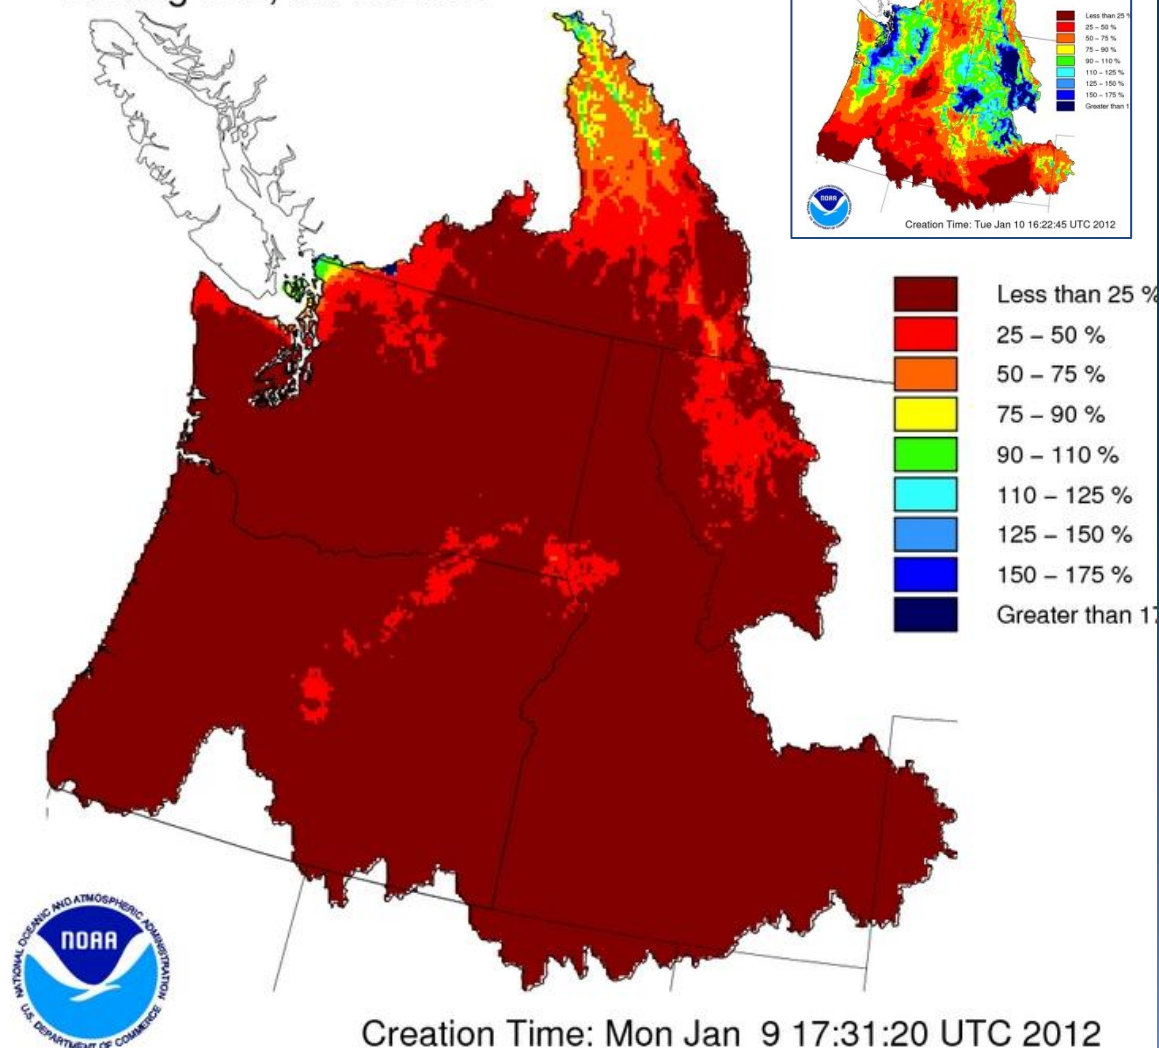 Less than 25
25 – 50 %
50 – 75 %
75 – 90 %
90 – 110 %
110 – 125 %
125 – 150 %
150 – 175 %
Greater than 1
NOAA
Creation Time: Tue Jan 10 16:22:45 UTC 2012
Less than 25 %
25 – 50 %
50 – 75 %
75 – 90 %
90 – 110 %
110 – 125 %
125 – 150 %
150 – 175 %
Greater than 17
NATIONAL OCEANIC AND ATMOSPHERIC ADMINISTRATION
NOAA
U.S. DEPARTMENT OF COMMERCE
Creation Time: Mon Jan 9 17:31:20 UTC 2012